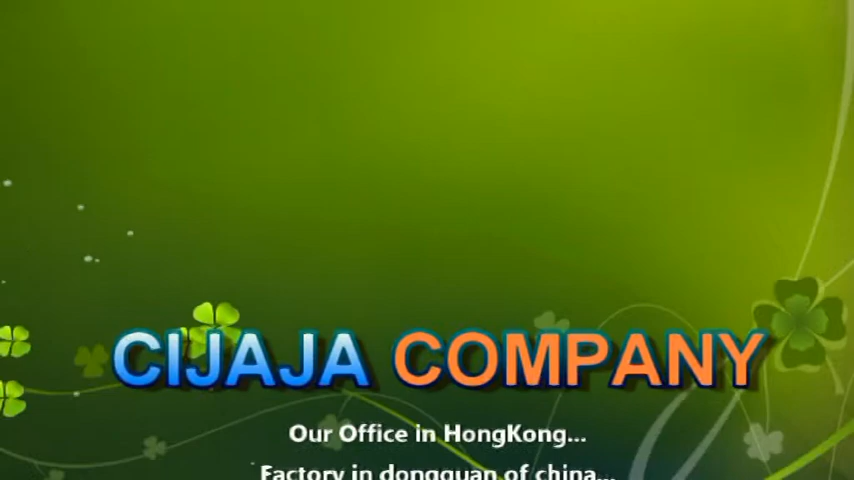 CIJAJA COMPANY
Our Office in HongKong...
Factory in dongguan of china...